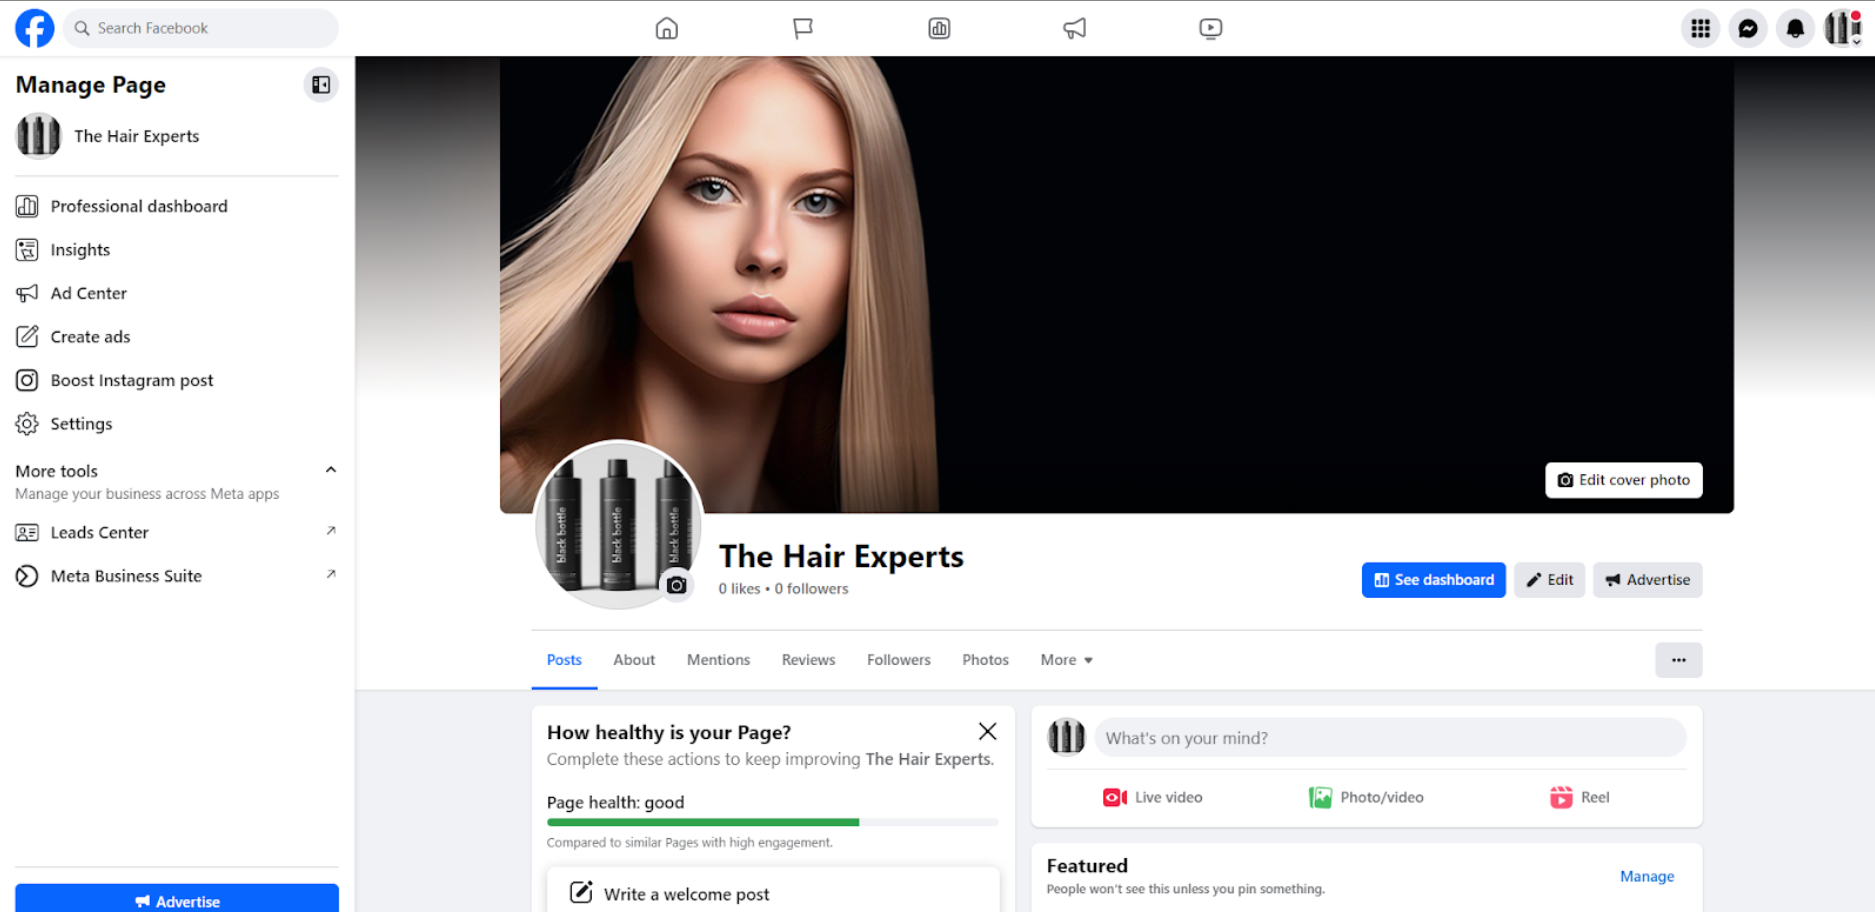 Search Facebook
Manage Page
The Hair Experts
Professional dashboard
Insights
Ad Center
Create ads
Boost Instagram post
Settings
More tools
Manage your business across Meta apps
Leads Center
Meta Business Suite
Advertise
Edit cover photo
black bottle
black bottle
black bottle
The Hair Experts
0 likes • 0 followers
See dashboard
Edit
Advertise
Posts About Mentions Reviews Followers Photos More
How healthy is your Page?
Complete these actions to keep improving The Hair Experts.
Page health: good
Compared to similar Pages with high engagement.
Write a welcome post
What's on your mind?
Live video Photo/video Reel
Featured
Manage
People won't see this unless you pin something.